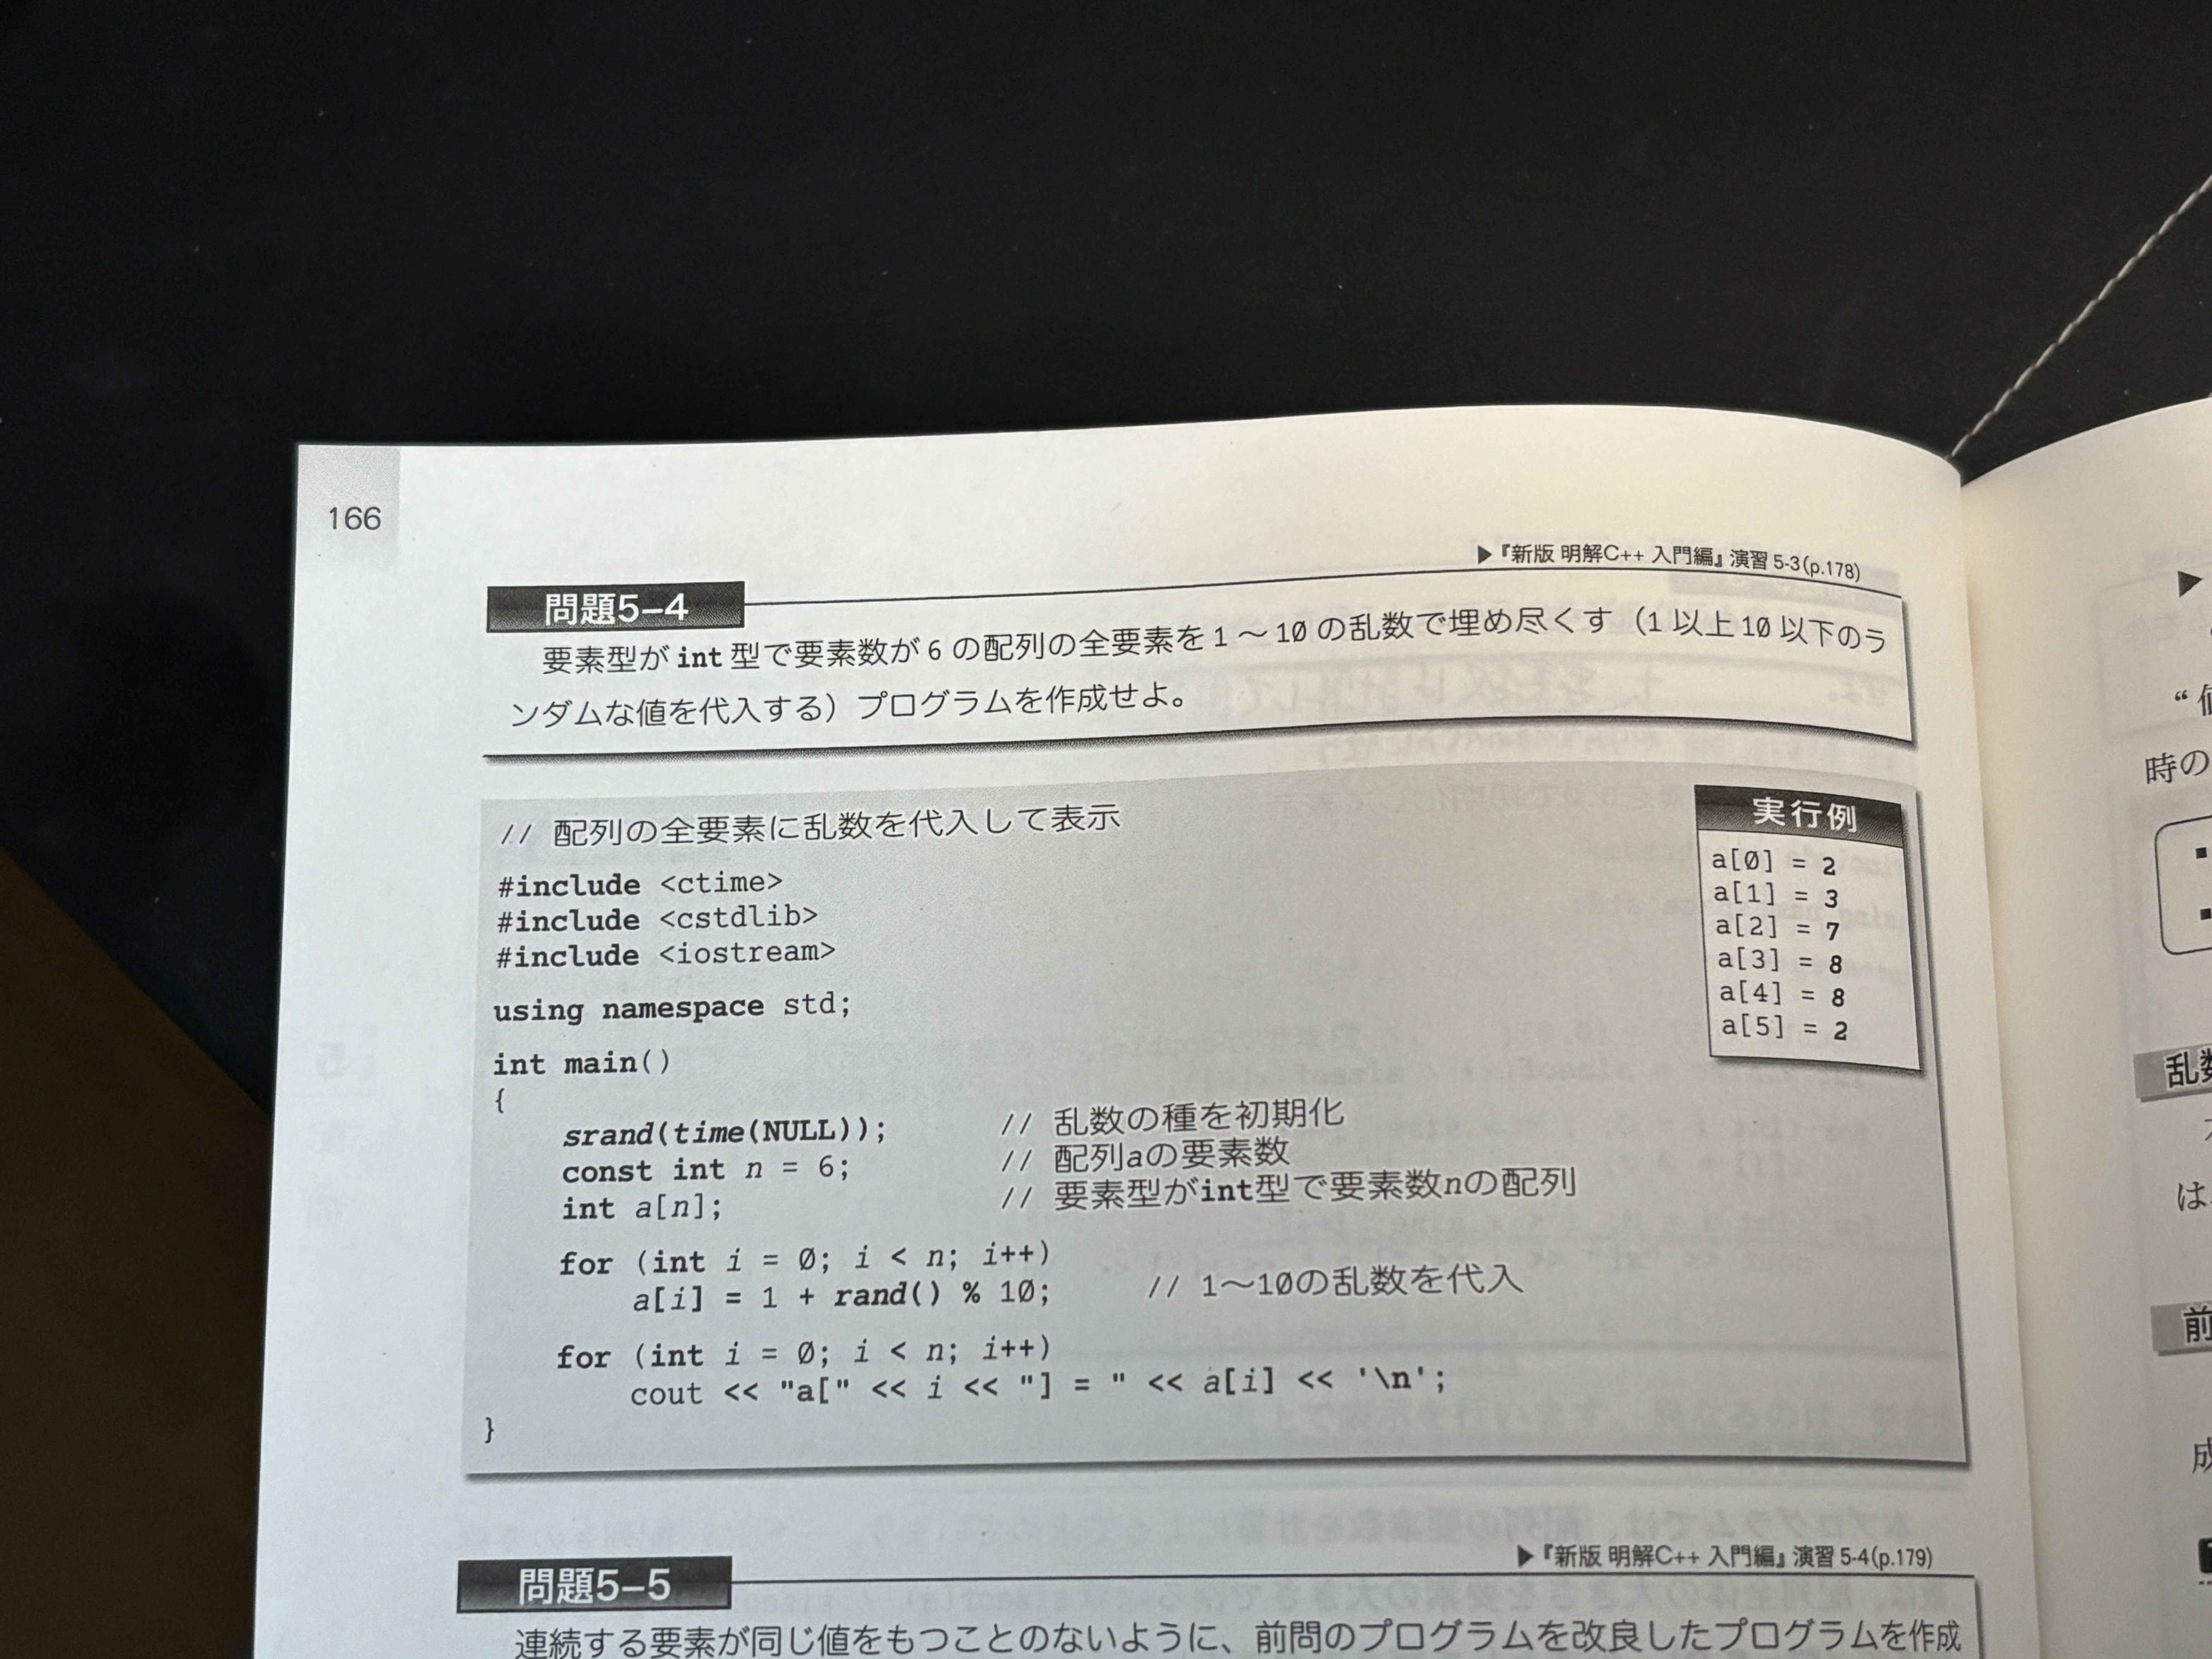 166
▶『新版 明解C++ 入門編』演習 5-3(p.178)
問題5-4
要素型が int 型で要素数が 6 の配列の全要素を 1 〜 10 の乱数で埋め尽くす（1 以上 10 以下のラ
ンダムな値を代入する）プログラムを作成せよ。
// 配列の全要素に乱数を代入して表示
#include <ctime>
#include <cstdlib>
#include <iostream>
using namespace std;
int main()
{
srand(time(NULL)); // 乱数の種を初期化
const int n = 6; // 配列aの要素数
int a[n]; // 要素型がint型で要素数nの配列
for (int i = 0; i < n; i++)
a[i] = 1 + rand() % 10; // 1〜10の乱数を代入
for (int i = 0; i < n; i++)
cout << "a[" << i << "] = " << a[i] << '\n';
}
実行例
a[0] = 2
a[1] = 3
a[2] = 7
a[3] = 8
a[4] = 8
a[5] = 2
▶『新版 明解C++ 入門編』演習 5-4(p.179)
問題5-5
連続する要素が同じ値をもつことのないように、前問のプログラムを改良したプログラムを作成
▶
時の
乱数
は
前
成